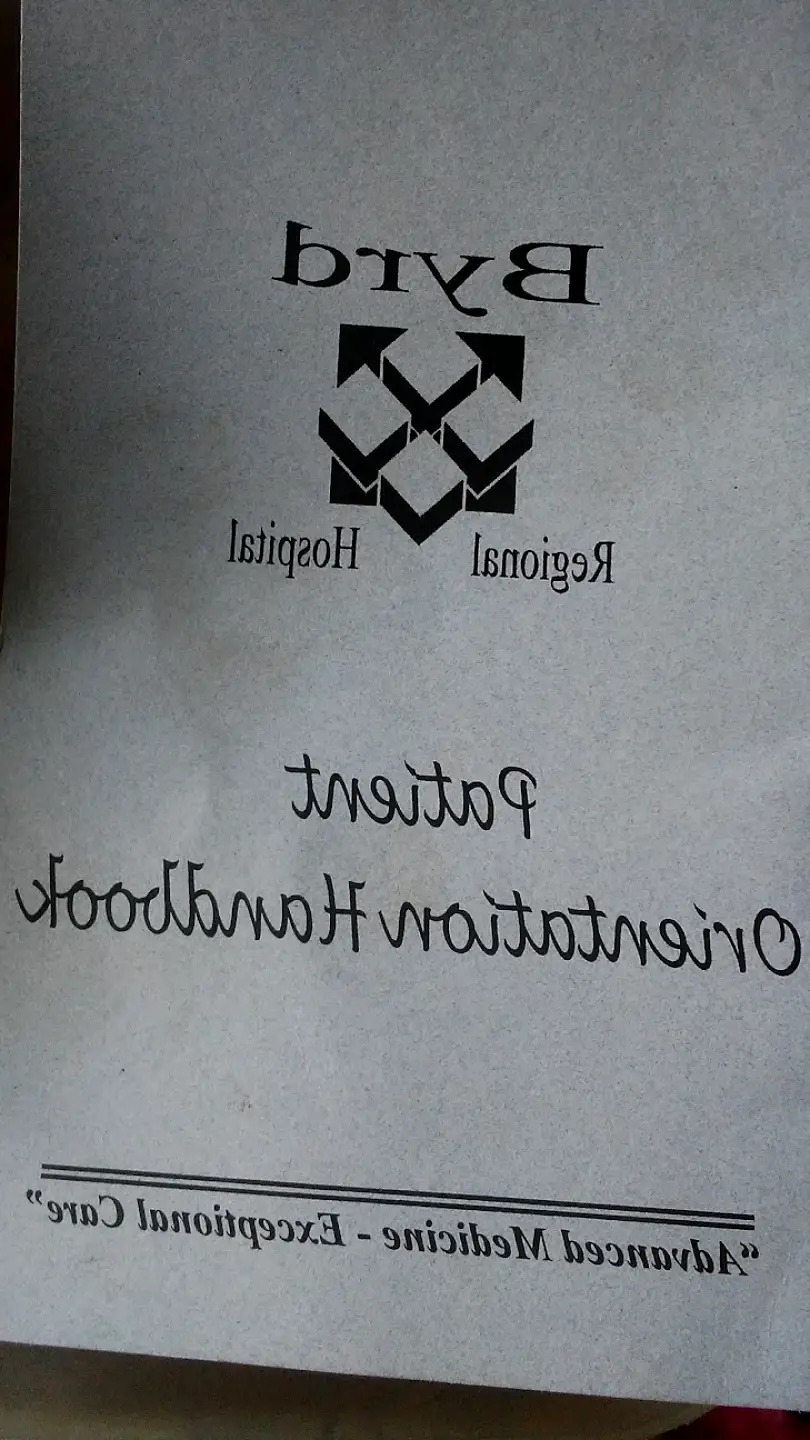 Byrd
Regional Hospital
Patient
Orientation Handbook
“Advanced Medicine - Exceptional Care”